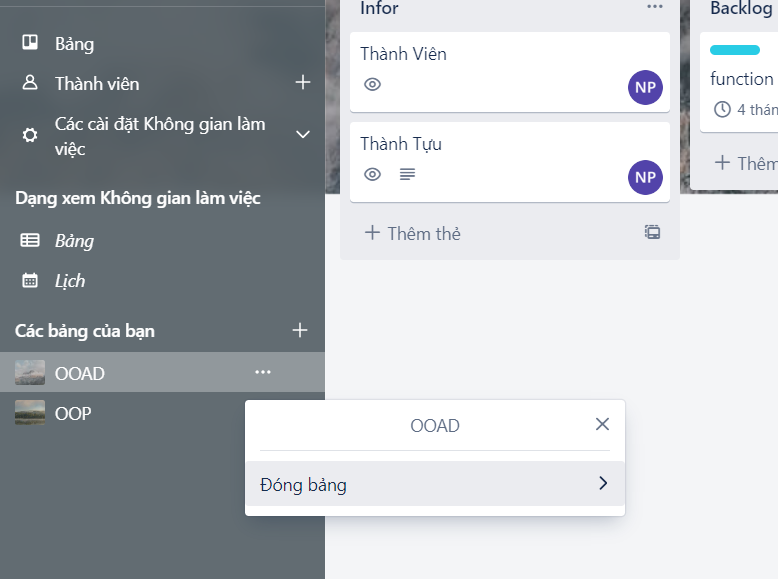 Bảng
Thành viên
Các cài đặt Không gian làm
việc
Dạng xem Không gian làm việc
Bảng
Lịch
Các bảng của bạn
OOAD
OOP
Infor
Thành Viên
NP
Thành Tựu
NP
Thêm thẻ
Backlog
function
4 thán
Thêm
OOAD
Đóng bảng